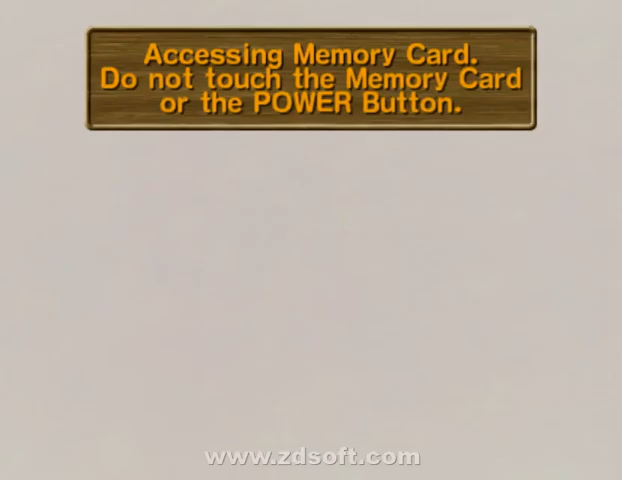 Accessing Memory Card.
Do not touch the Memory Card
or the POWER Button.
www.zdsoft.com